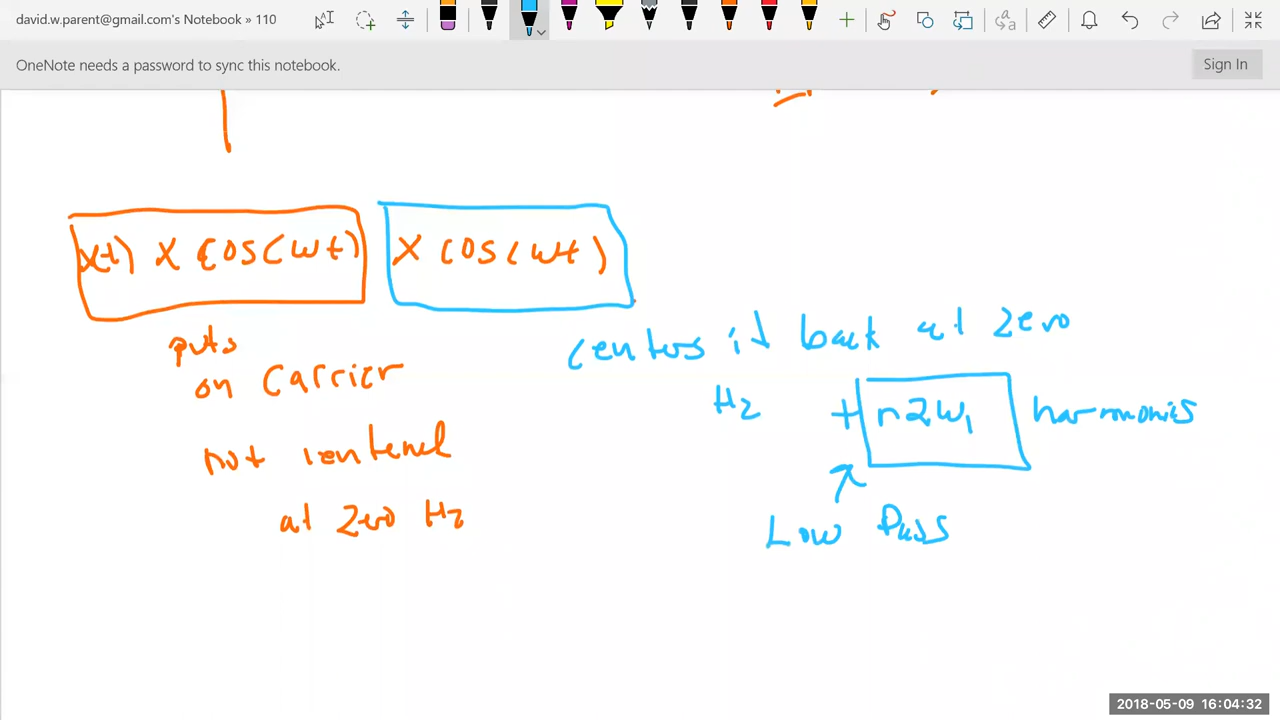 david.w.parent@gmail.com's Notebook » 110
OneNote needs a password to sync this notebook.
Sign In
x(t) x cos(wt) x cos(wt)
puts
on Carrier
not centered
at Zero Hz
centers it back at zero
Hz + n2w₁ harmonics
Low Pass
2018-05-09 16:04:32